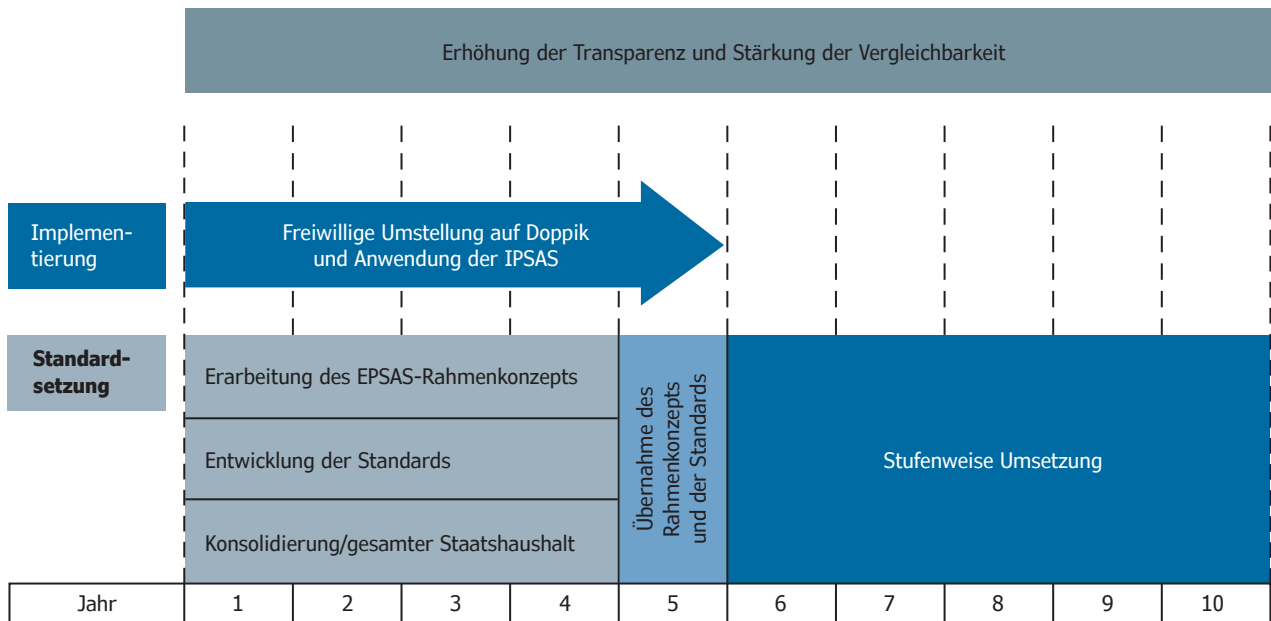 Erhöhung der Transparenz und Stärkung der Vergleichbarkeit
Implemen-
tierung
Freiwillige Umstellung auf Doppik
und Anwendung der IPSAS
Standard-
setzung
Erarbeitung des EPSAS-Rahmenkonzepts
Entwicklung der Standards
Konsolidierung/gesamter Staatshaushalt
Übernahme des
Rahmenkonzepts
und der Standards
Stufenweise Umsetzung
Jahr 1 2 3 4 5 6 7 8 9 10